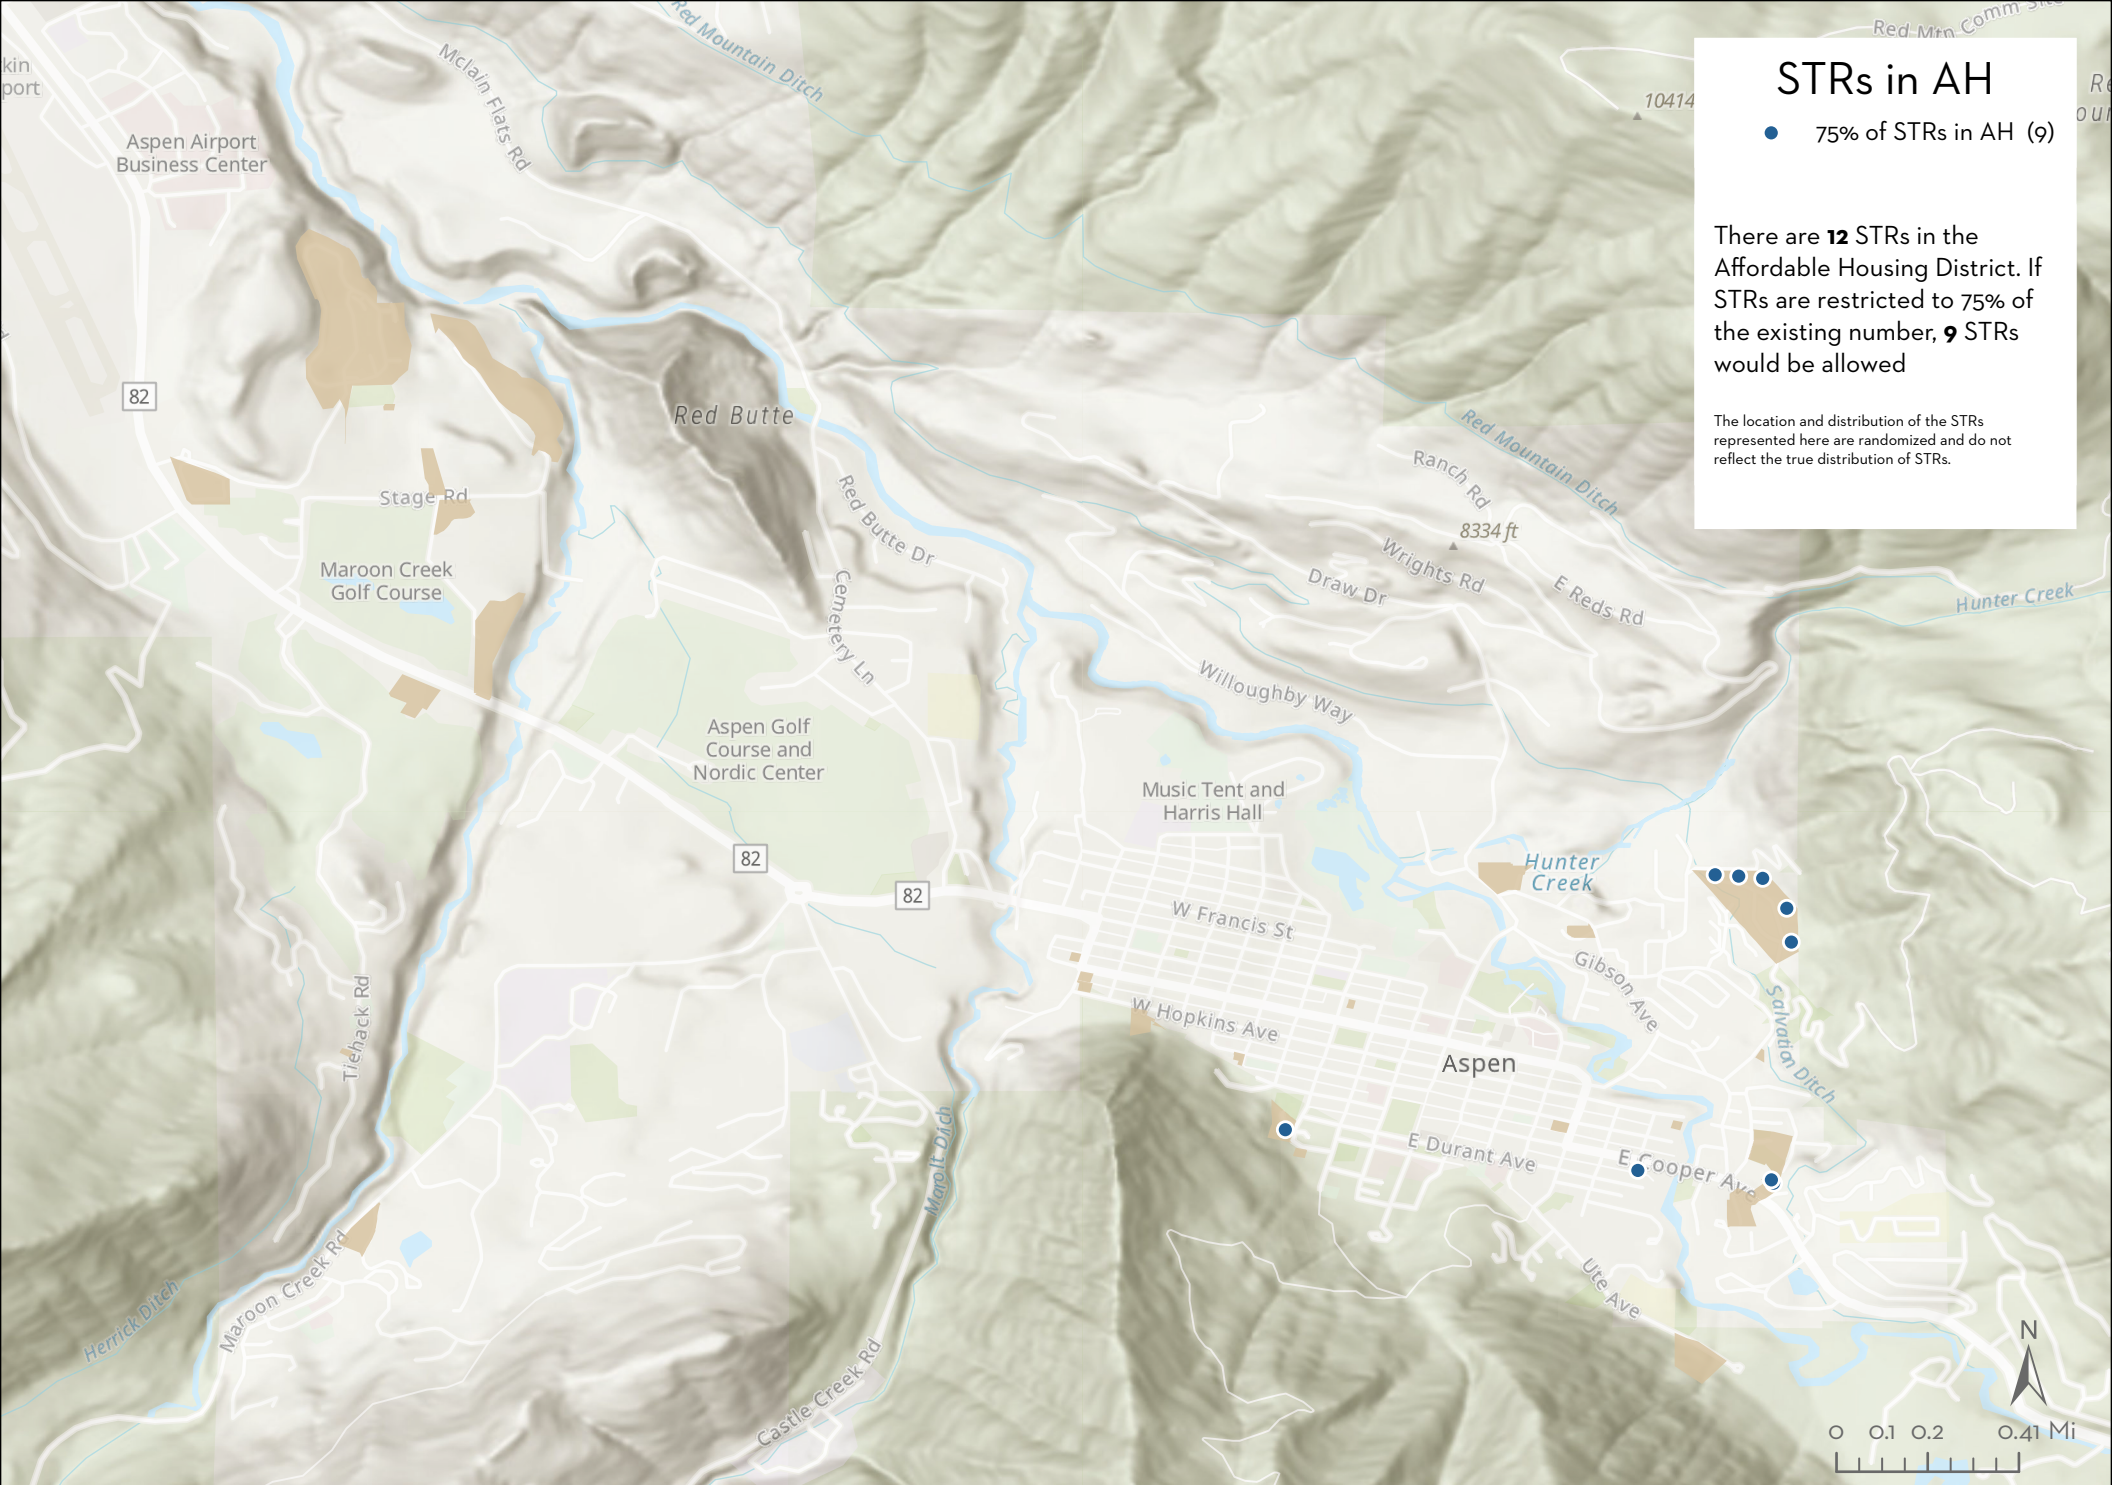 Red Mtn Comm
STRs in AH
75% of STRs in AH (9)
There are 12 STRs in the
Affordable Housing District. If
STRs are restricted to 75% of
the existing number, 9 STRs
would be allowed
The location and distribution of the STRs
represented here are randomized and do not
reflect the true distribution of STRs.
kin
port
Aspen Airport
Business Center
Mclain Flats Rd
Red Mountain Ditch
10414
82
Red Butte
Stage Rd
Red Butte Dr
Ranch Rd
Red Mountain Ditch
8334 ft
Wrights Rd
Draw Dr
E Reds Rd
Hunter Creek
Maroon Creek
Golf Course
Cemetery Ln
Willoughby Way
Aspen Golf
Course and
Nordic Center
Music Tent and
Harris Hall
82
82
Hunter
Creek
W Francis St
Gibson Ave
W Hopkins Ave
Salvation Ditch
Tiehack Rd
Aspen
Marolt Ditch
E Durant Ave
E Cooper Ave
Ute Ave
Maroon Creek Rd
Herrick Ditch
Castle Creek Rd
N
0 0.1 0.2 0.41 Mi